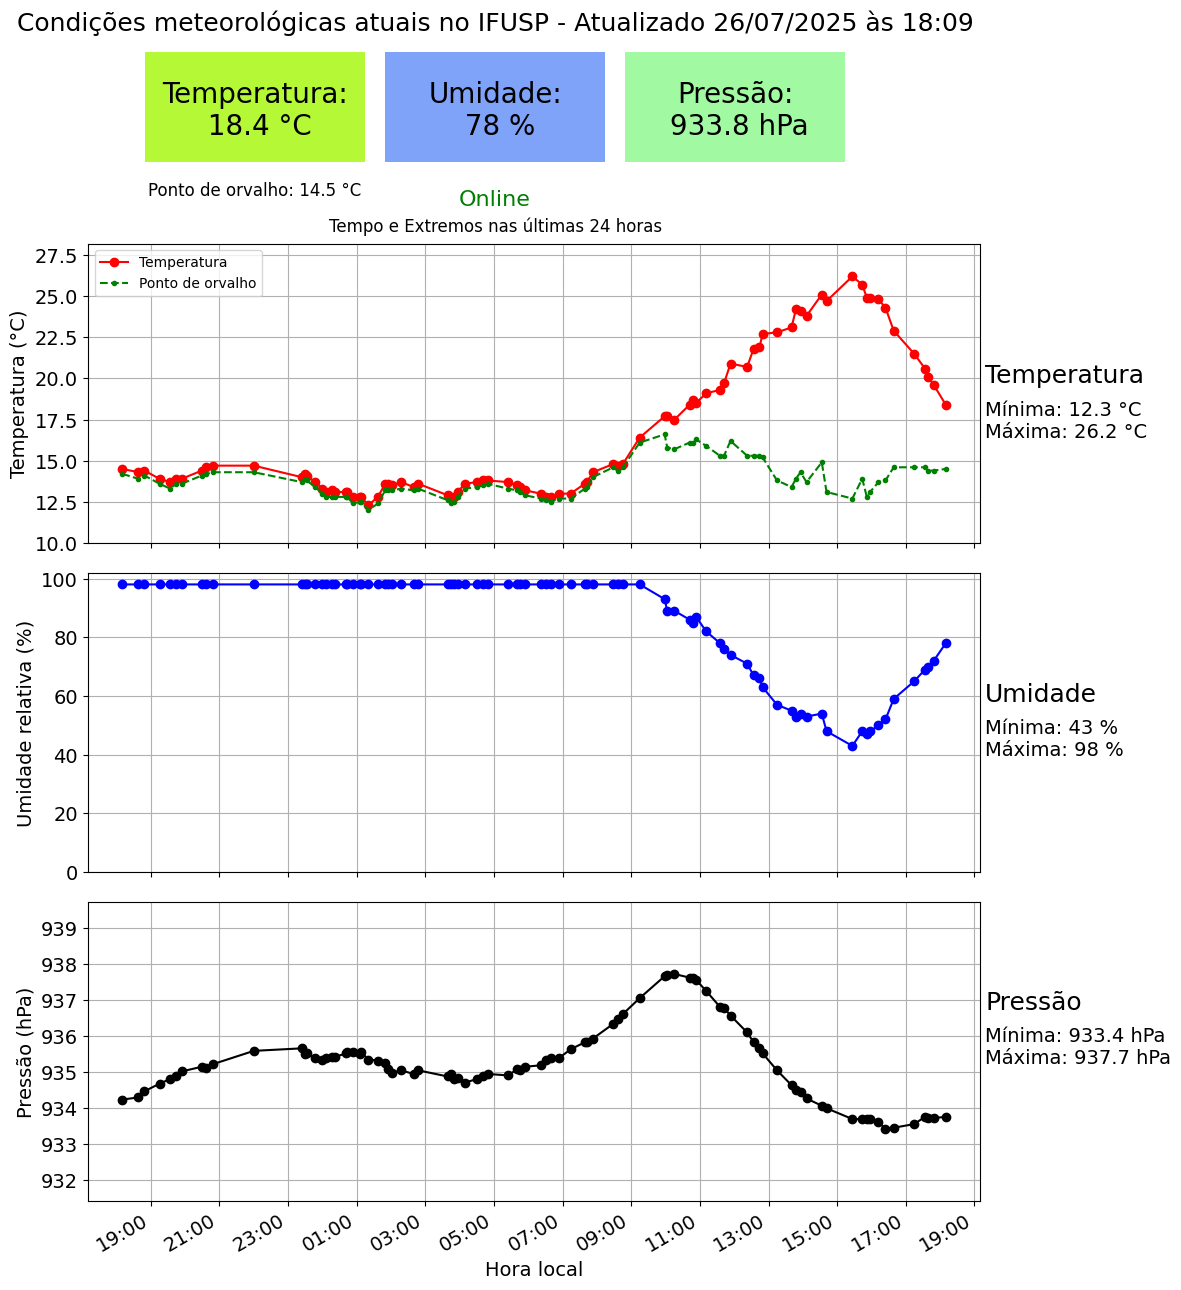 Condições meteorológicas atuais no IFUSP - Atualizado 26/07/2025 às 18:09
Temperatura:
18.4 °C
Umidade:
78 %
Pressão:
933.8 hPa
Ponto de orvalho: 14.5 °C
Online
Tempo e Extremos nas últimas 24 horas
Temperatura (°C)
27.5
25.0
22.5
20.0
17.5
15.0
12.5
10.0
Temperatura
Ponto de orvalho
Temperatura
Mínima: 12.3 °C
Máxima: 26.2 °C
Umidade relativa (%)
100
80
60
40
20
0
Umidade
Mínima: 43 %
Máxima: 98 %
Pressão (hPa)
939
938
937
936
935
934
933
932
Pressão
Mínima: 933.4 hPa
Máxima: 937.7 hPa
19:00
21:00
23:00
01:00
03:00
05:00
07:00
09:00
11:00
13:00
15:00
17:00
19:00
Hora local